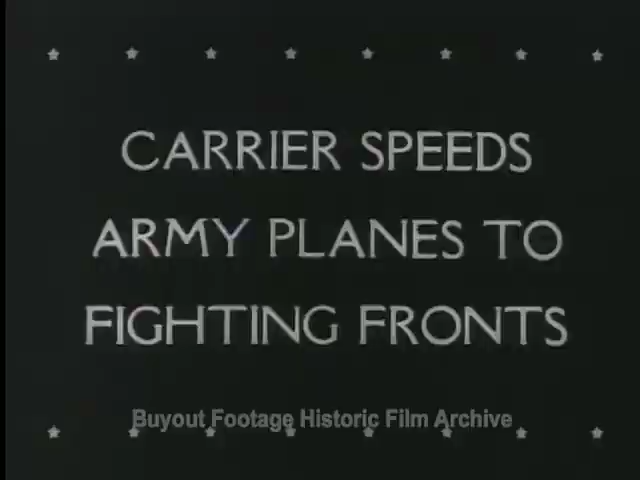 CARRIER SPEEDS
ARMY PLANES TO
FIGHTING FRONTS
Buyout Footage Historic Film Archive